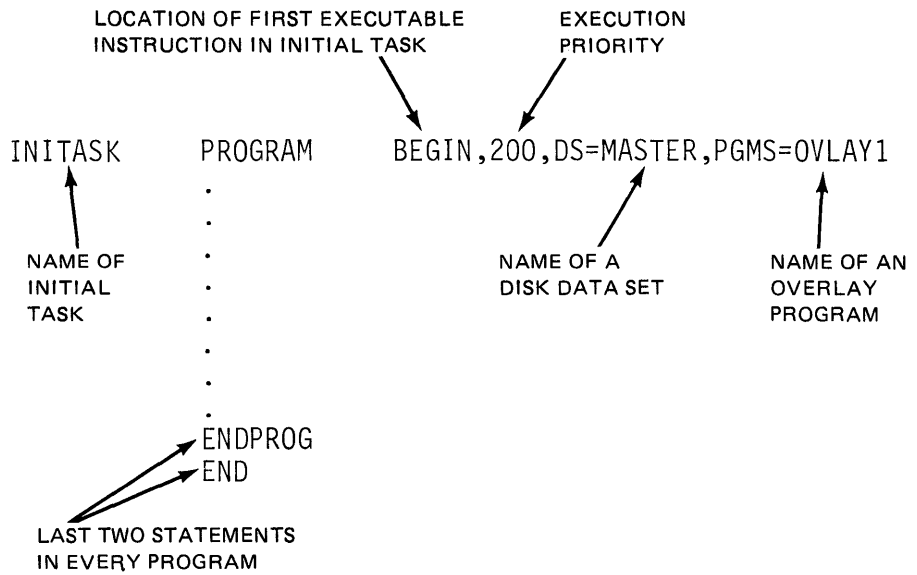 LOCATION OF FIRST EXECUTABLE
INSTRUCTION IN INITIAL TASK
EXECUTION
PRIORITY
INITASK PROGRAM BEGIN,200,DS=MASTER,PGMS=OVLAY1
NAME OF
INITIAL
TASK
NAME OF A
DISK DATA SET
NAME OF AN
OVERLAY
PROGRAM
ENDPROG
END
LAST TWO STATEMENTS
IN EVERY PROGRAM